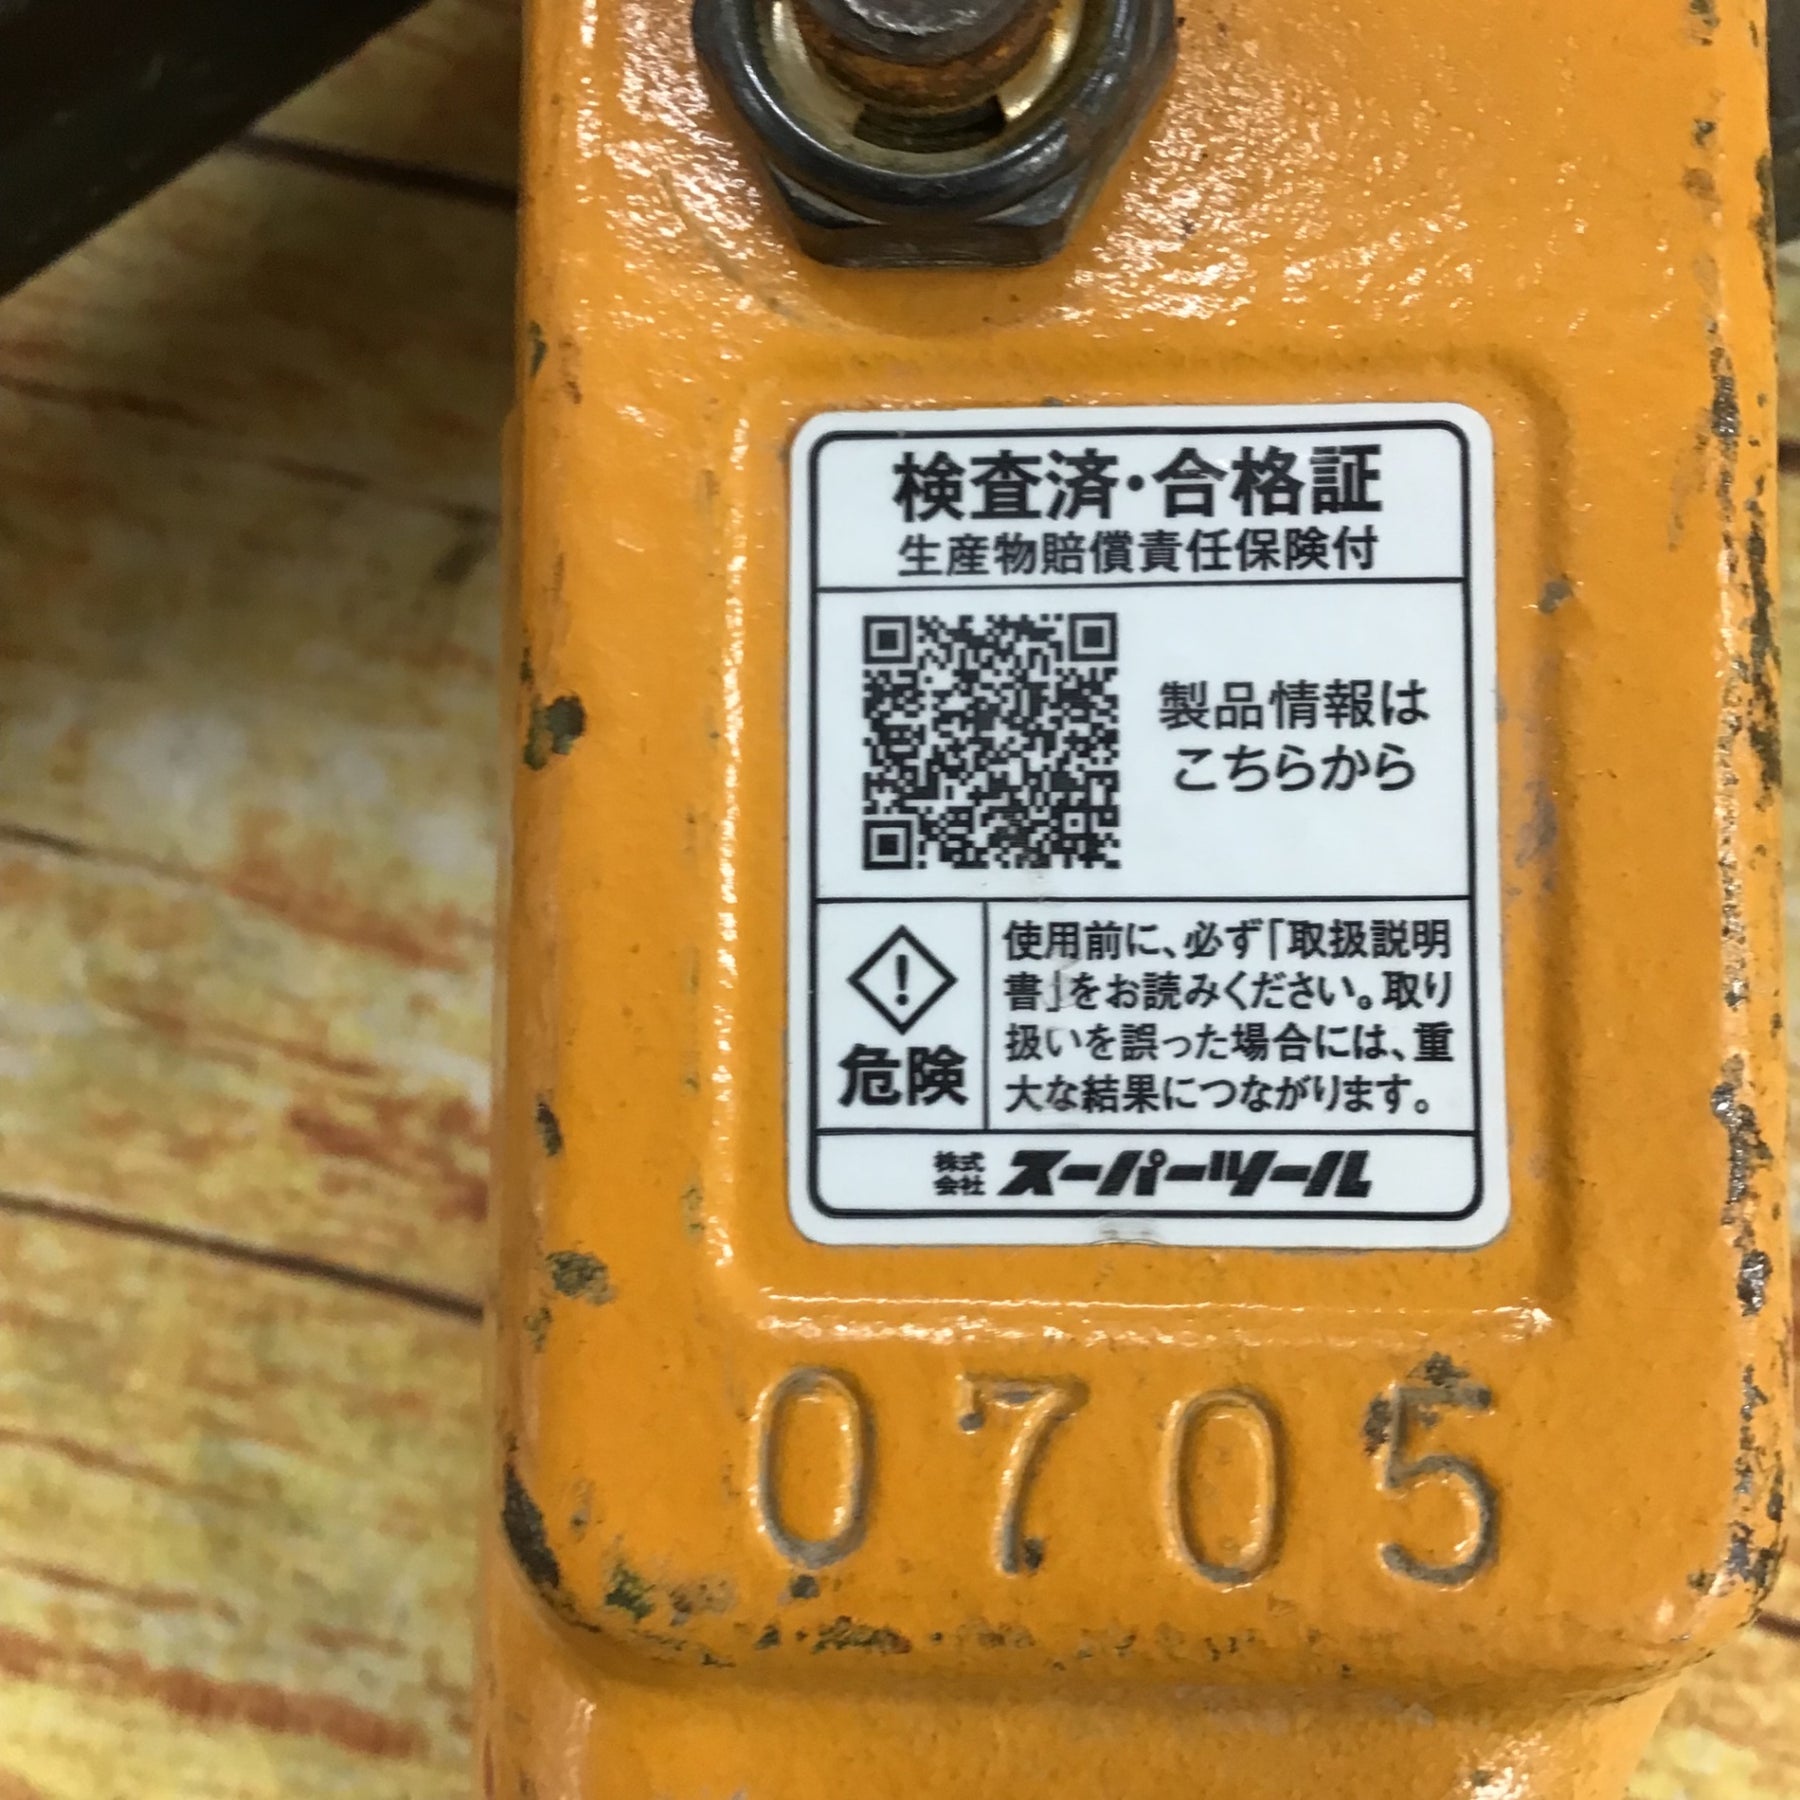 検査済・合格証
生産物賠償責任保険付
製品情報は
こちらから
危険
使用前に、必ず「取扱説明
書」をお読みください。取り
扱いを誤った場合には、重
大な結果につながります。
株式会社 スーパーツール
0705